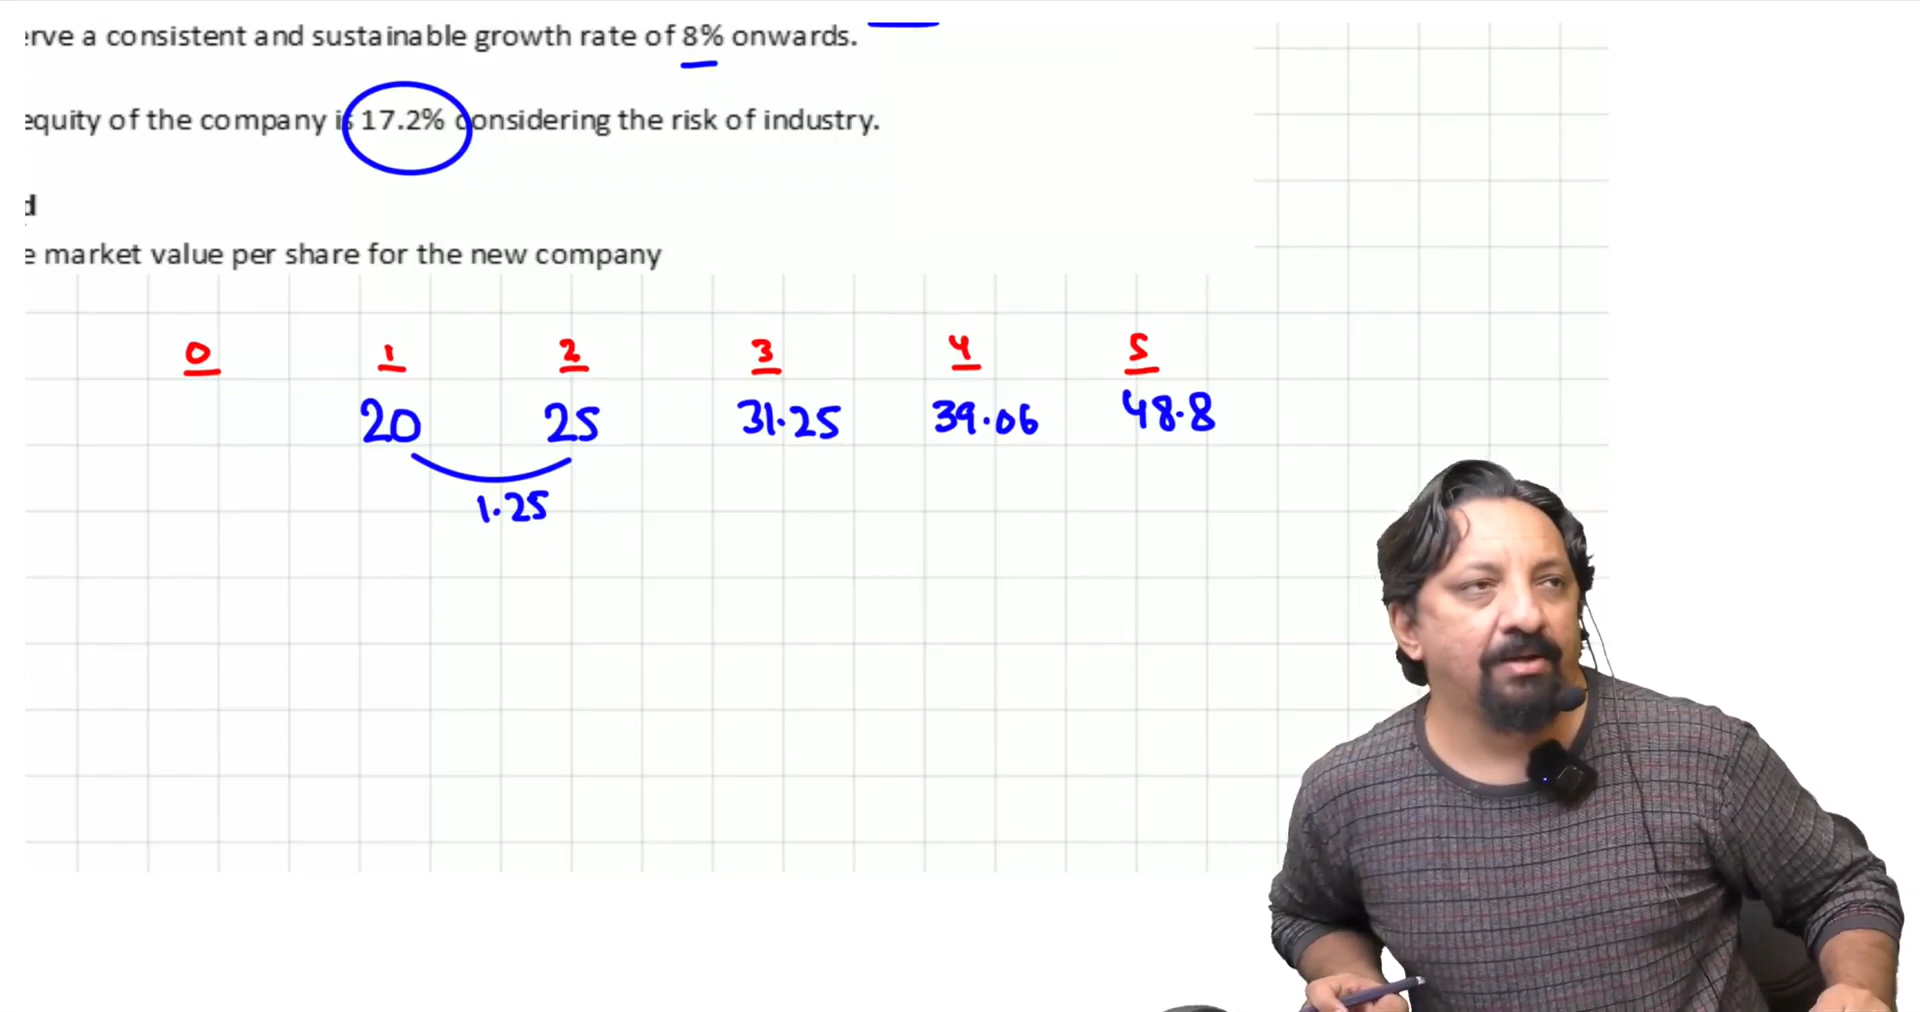 rve a consistent and sustainable growth rate of 8% onwards.
equity of the company is 17.2% considering the risk of industry.
d
e market value per share for the new company
0 1 2 3 4 5
20 25 31.25 39.06 48.8
1.25